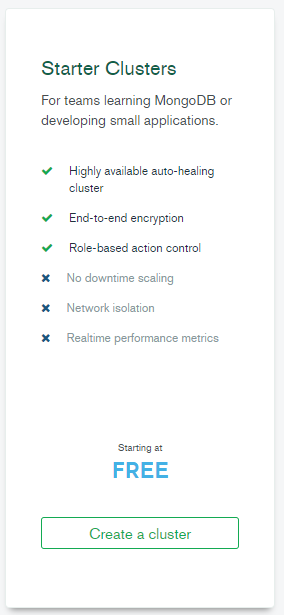 Starter Clusters
For teams learning MongoDB or
developing small applications.
Highly available auto-healing
cluster
End-to-end encryption
Role-based action control
No downtime scaling
Network isolation
Realtime performance metrics
Starting at
FREE
Create a cluster